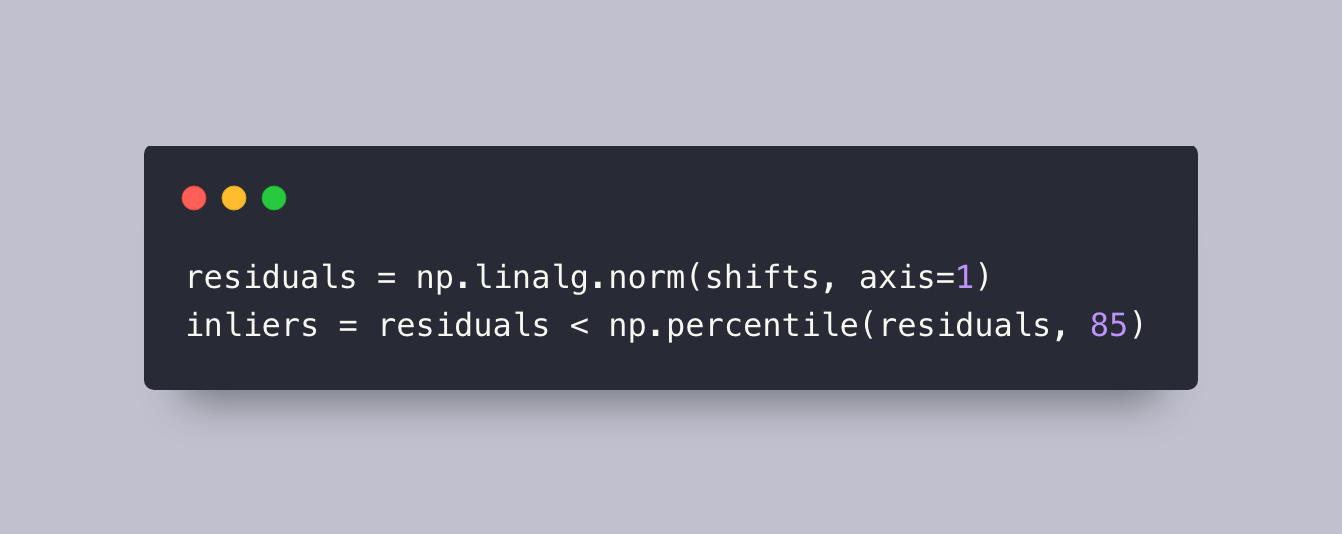 residuals = np.linalg.norm(shifts, axis=1)
inliers = residuals < np.percentile(residuals, 85)